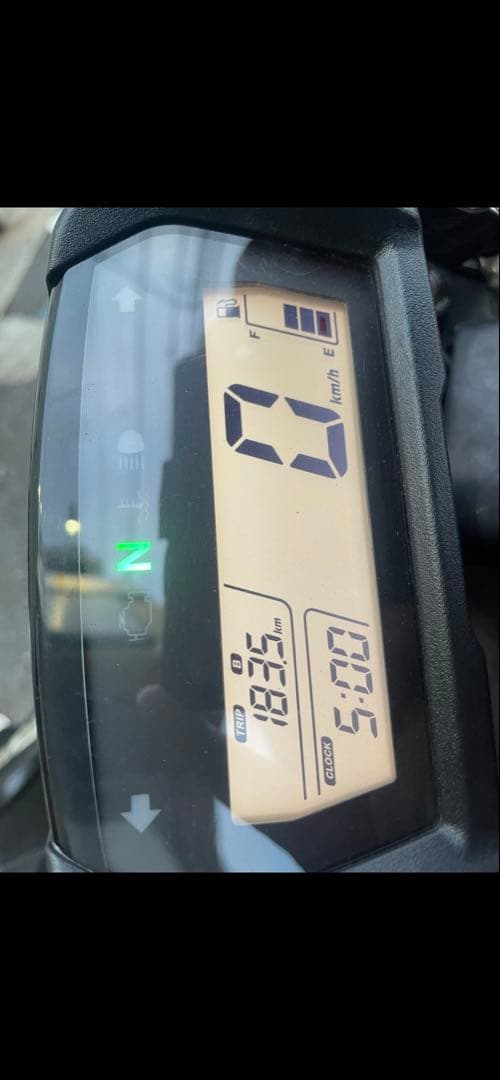 N
TRIP B
183.5 km
CLOCK
5:00
0 km/h
F
E